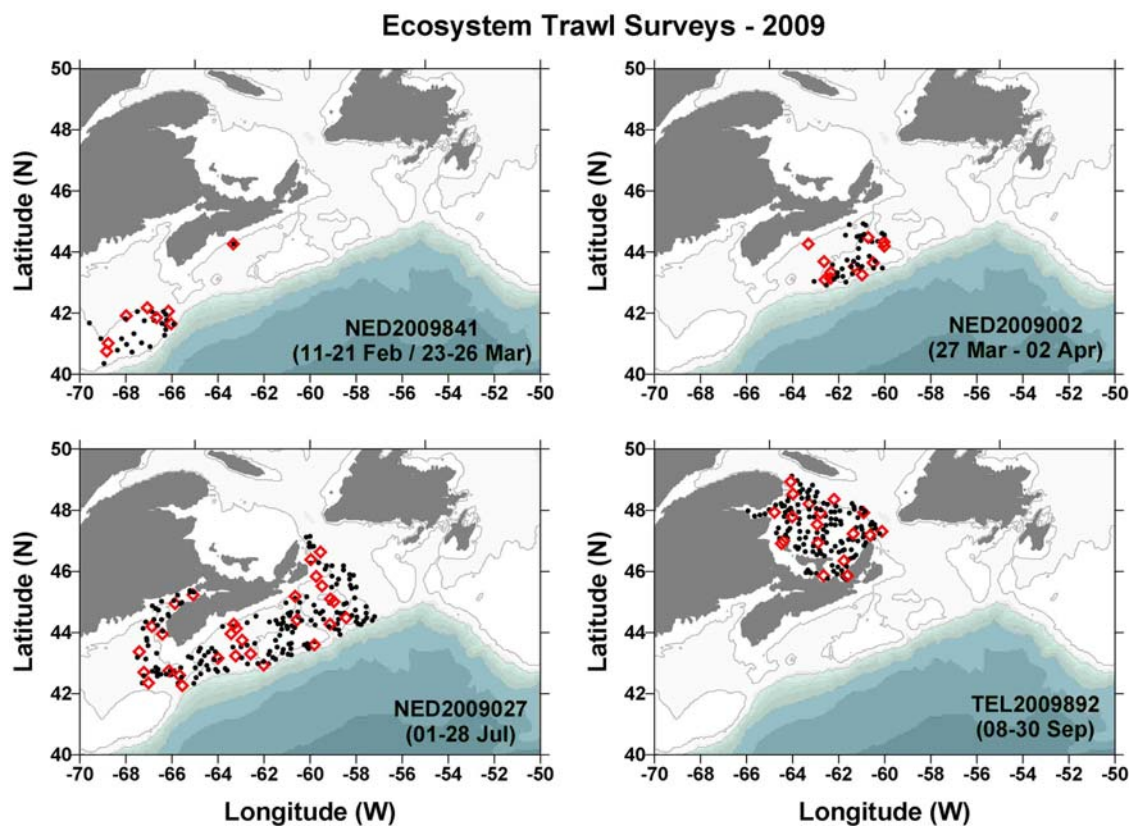 Ecosystem Trawl Surveys - 2009
50
48
46
44
42
40
Latitude (N)
NED2009841
(11-21 Feb / 23-26 Mar)
-70 -68 -66 -64 -62 -60 -58 -56 -54 -52 -50
50
48
46
44
42
40
Latitude (N)
NED2009002
(27 Mar - 02 Apr)
-70 -68 -66 -64 -62 -60 -58 -56 -54 -52 -50
50
48
46
44
42
40
Latitude (N)
NED2009027
(01-28 Jul)
-70 -68 -66 -64 -62 -60 -58 -56 -54 -52 -50
Longitude (W)
50
48
46
44
42
40
Latitude (N)
TEL2009892
(08-30 Sep)
-70 -68 -66 -64 -62 -60 -58 -56 -54 -52 -50
Longitude (W)